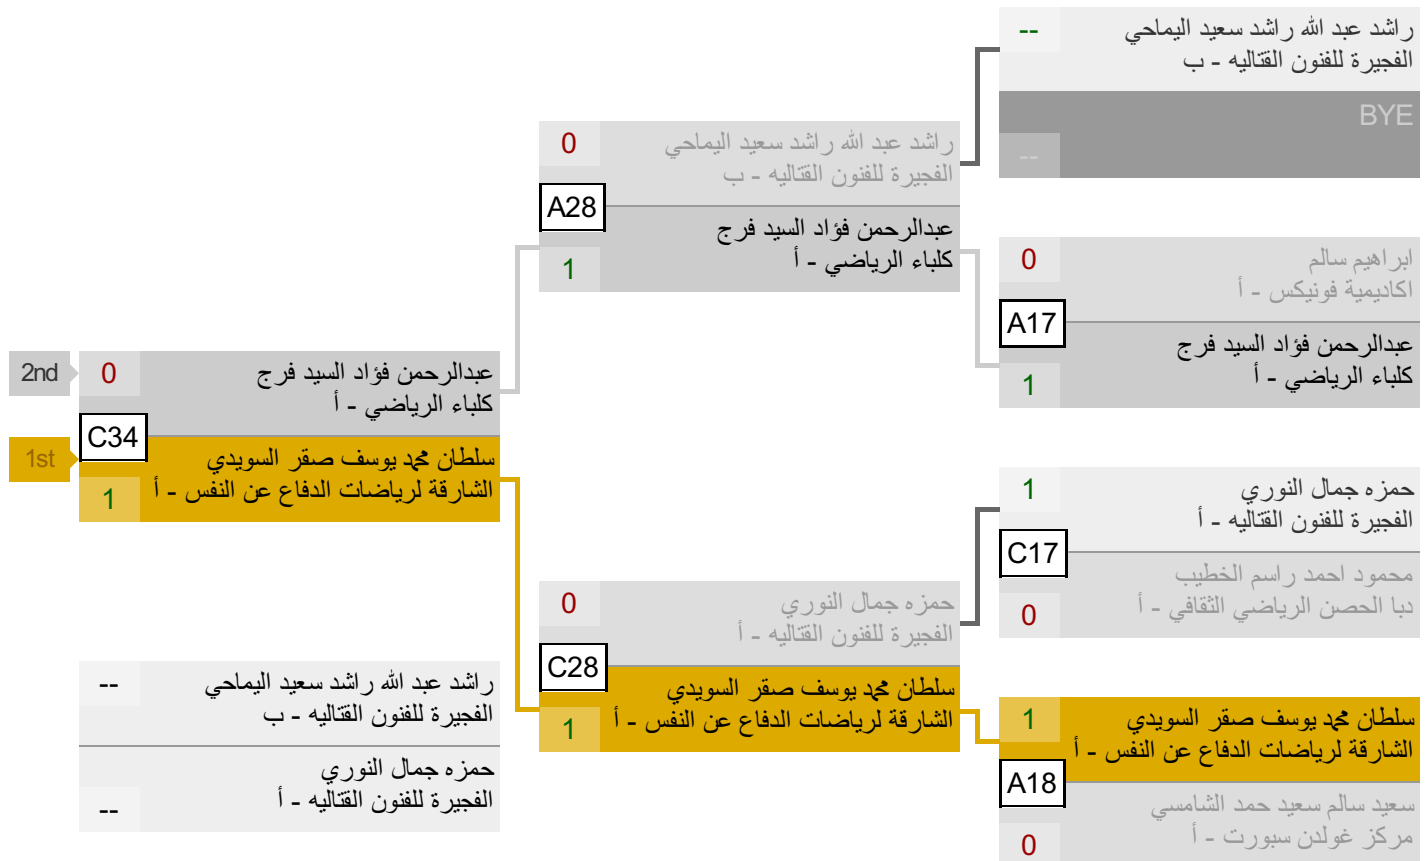 --
راشد عبد الله راشد سعيد اليماحي
الفجيرة للفنون القتاليه - ب
BYE
--
0
راشد عبد الله راشد سعيد اليماحي
الفجيرة للفنون القتاليه - ب
A28
عبدالرحمن فؤاد السيد فرج
كلباء الرياضي - أ
1
0
ابراهيم سالم
اكاديمية فونيكس - أ
A17
عبدالرحمن فؤاد السيد فرج
كلباء الرياضي - أ
1
2nd
0
عبدالرحمن فؤاد السيد فرج
كلباء الرياضي - أ
C34
1st
سلطان محمد يوسف صقر السويدي
الشارقة لرياضات الدفاع عن النفس - أ
1
1
حمزه جمال النوري
الفجيرة للفنون القتاليه - أ
C17
محمود احمد راسم الخطيب
دبا الحصن الرياضي الثقافي - أ
0
0
حمزه جمال النوري
الفجيرة للفنون القتاليه - أ
C28
سلطان محمد يوسف صقر السويدي
الشارقة لرياضات الدفاع عن النفس - أ
1
--
راشد عبد الله راشد سعيد اليماحي
الفجيرة للفنون القتاليه - ب
حمزه جمال النوري
الفجيرة للفنون القتاليه - أ
--
1
سلطان محمد يوسف صقر السويدي
الشارقة لرياضات الدفاع عن النفس - أ
A18
سعيد سالم سعيد حمد الشامسي
مركز غولدن سبورت - أ
0